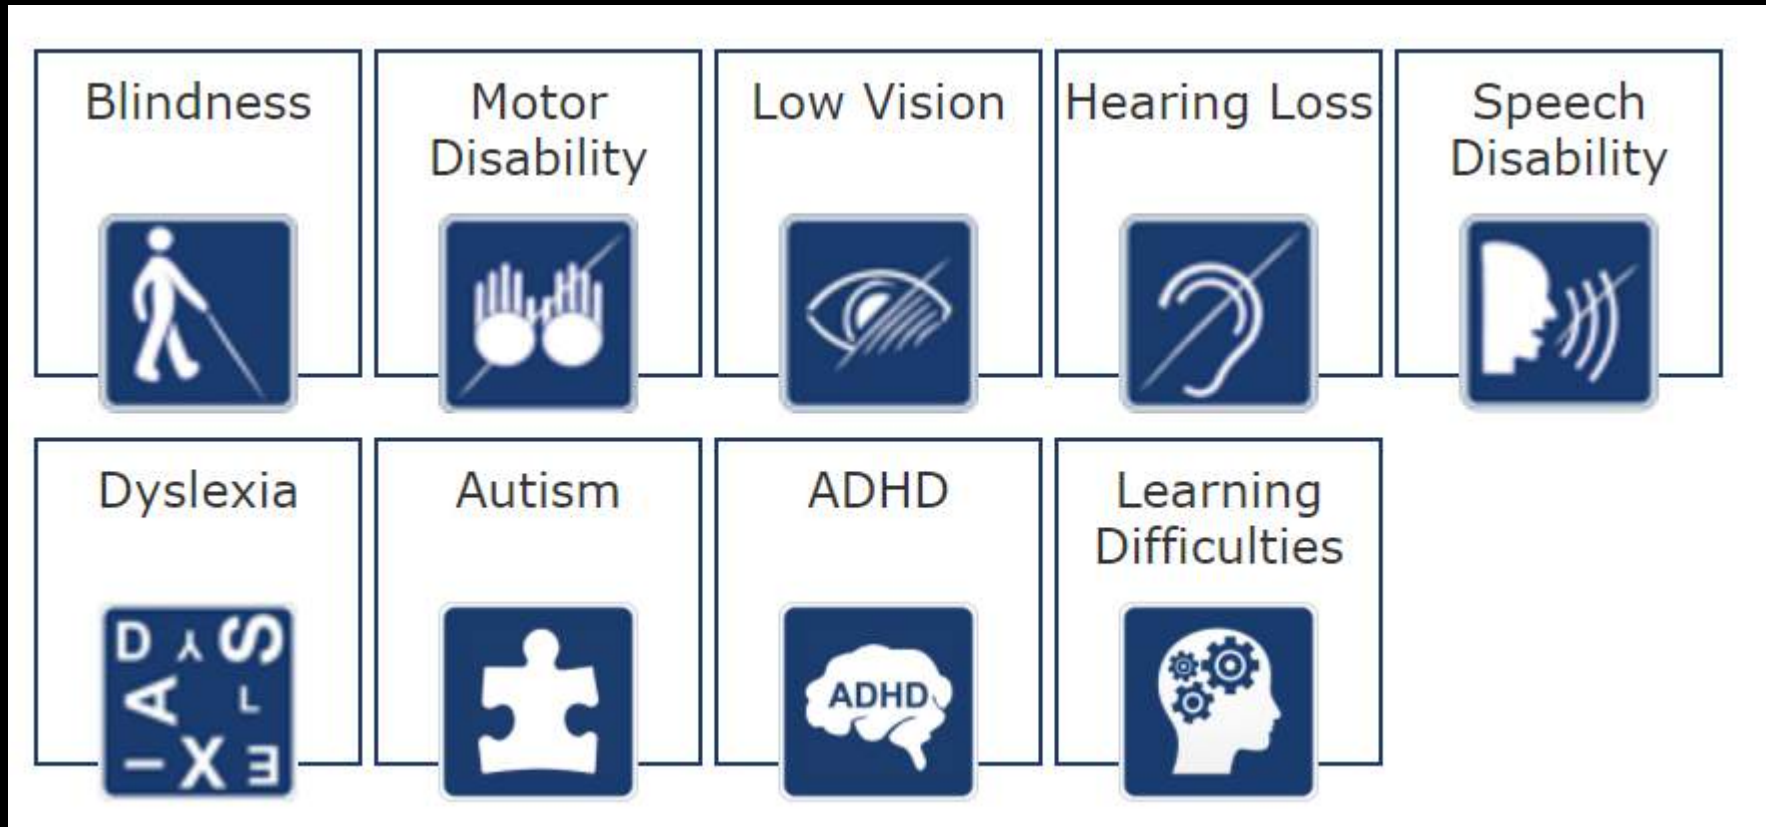 Blindness
Motor
Disability
Low Vision
Hearing Loss
Speech
Disability
Dyslexia
D Y S
A L
I X E
Autism
ADHD
ADHD
Learning
Difficulties